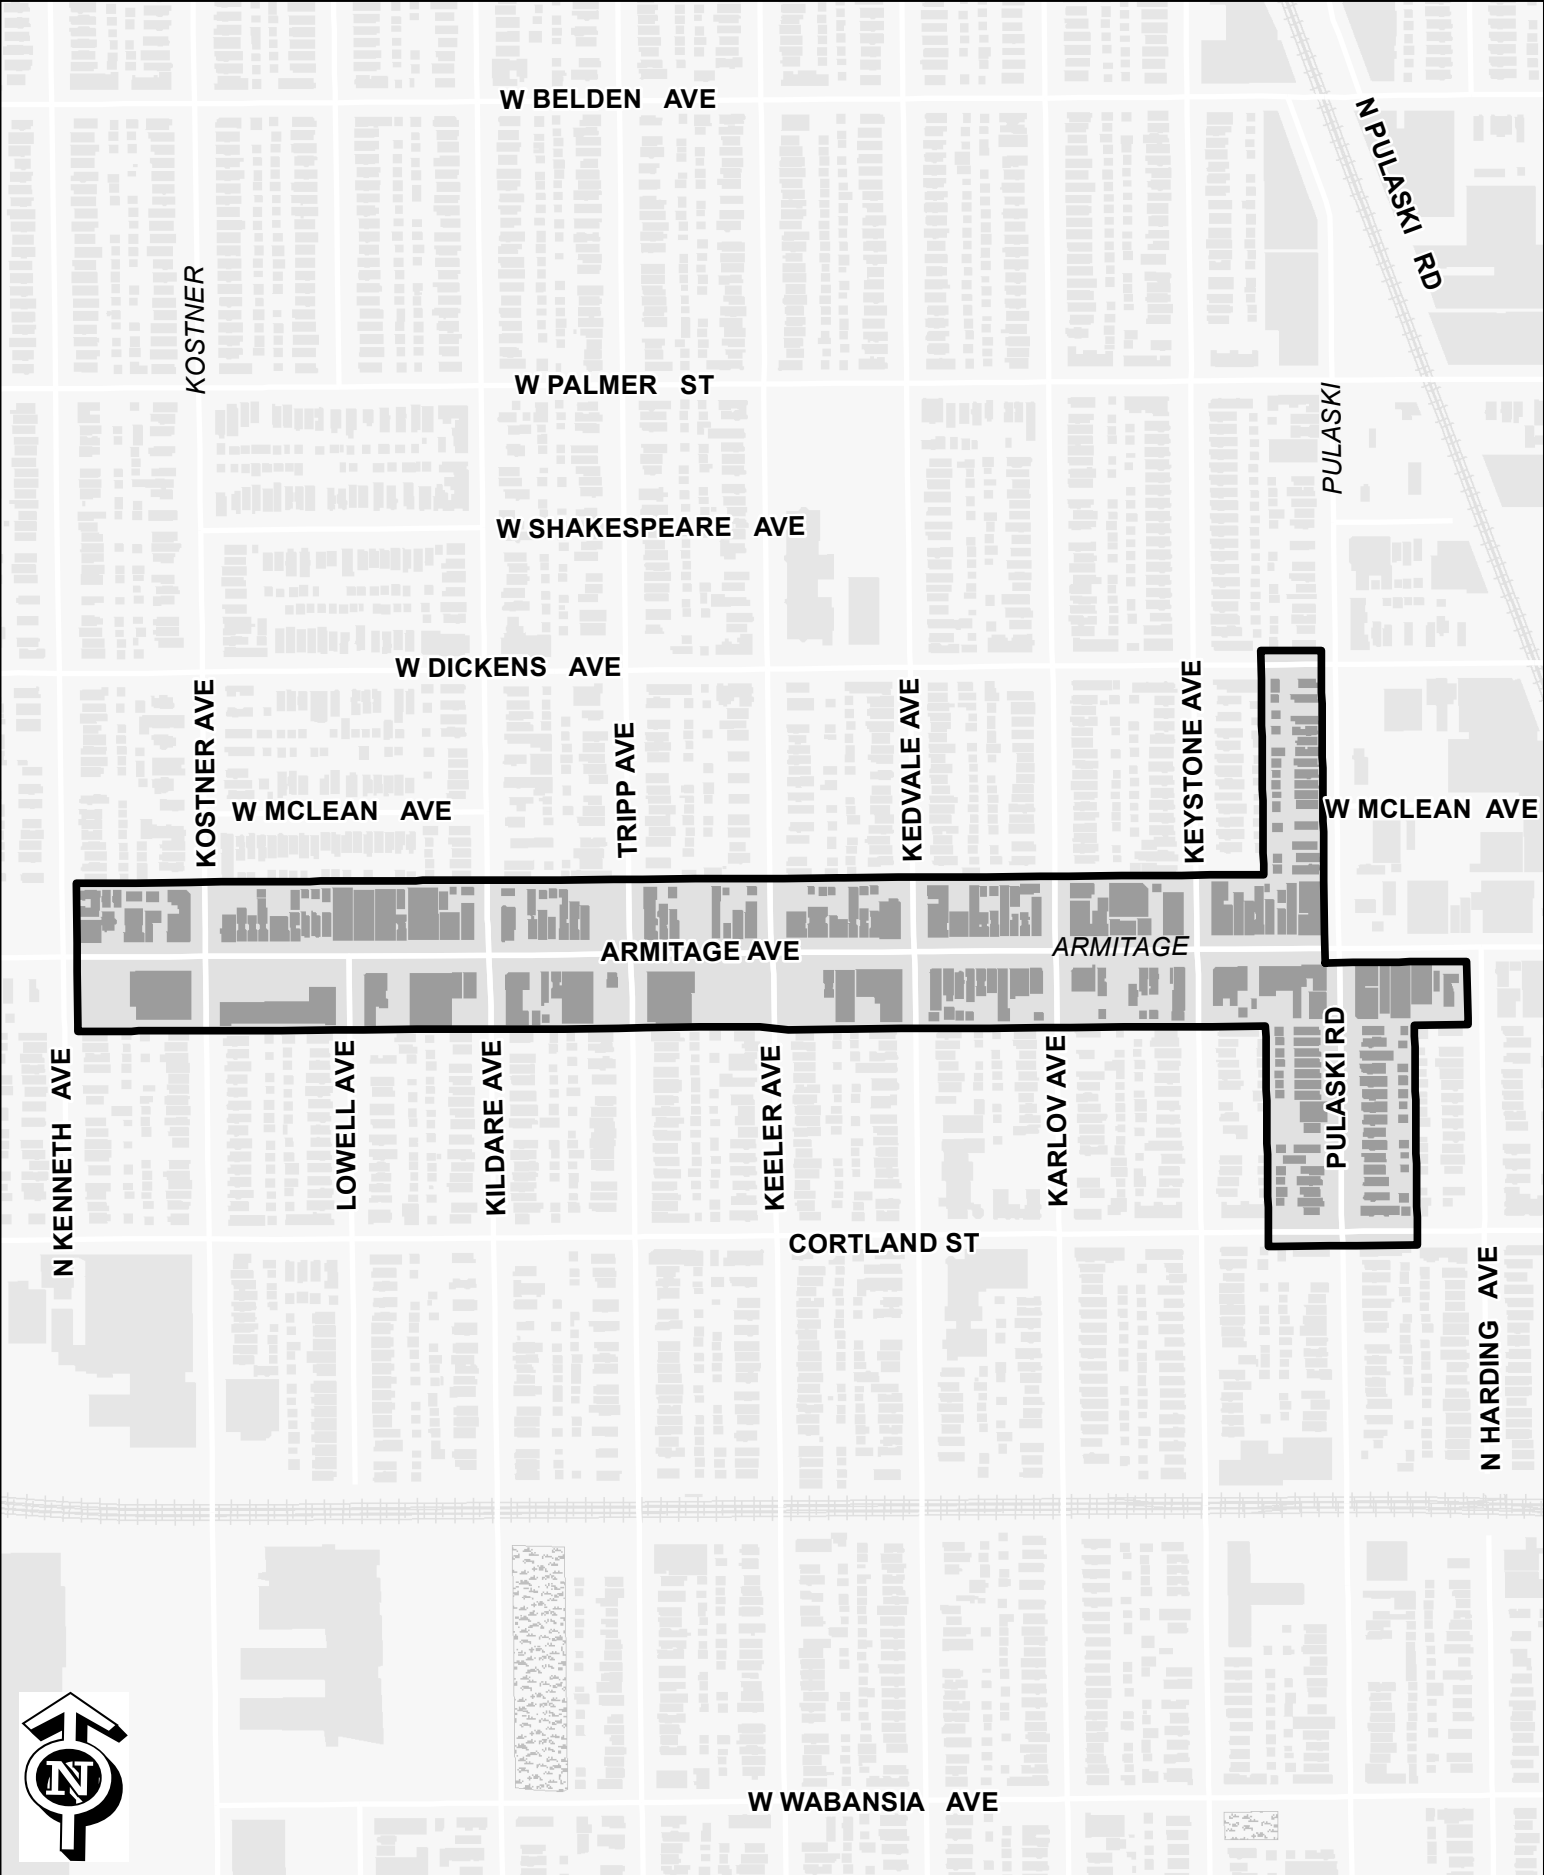 W BELDEN AVE
N PULASKI RD
KOSTNER
W PALMER ST
PULASKI
W SHAKESPEARE AVE
W DICKENS AVE
KOSTNER AVE
TRIPP AVE
KEDVALE AVE
KEYSTONE AVE
W MCLEAN AVE
W MCLEAN AVE
ARMITAGE AVE
ARMITAGE
N KENNETH AVE
LOWELL AVE
KILDARE AVE
KEELER AVE
KARLOV AVE
PULASKI RD
CORTLAND ST
N HARDING AVE
N
W WABANSIA AVE